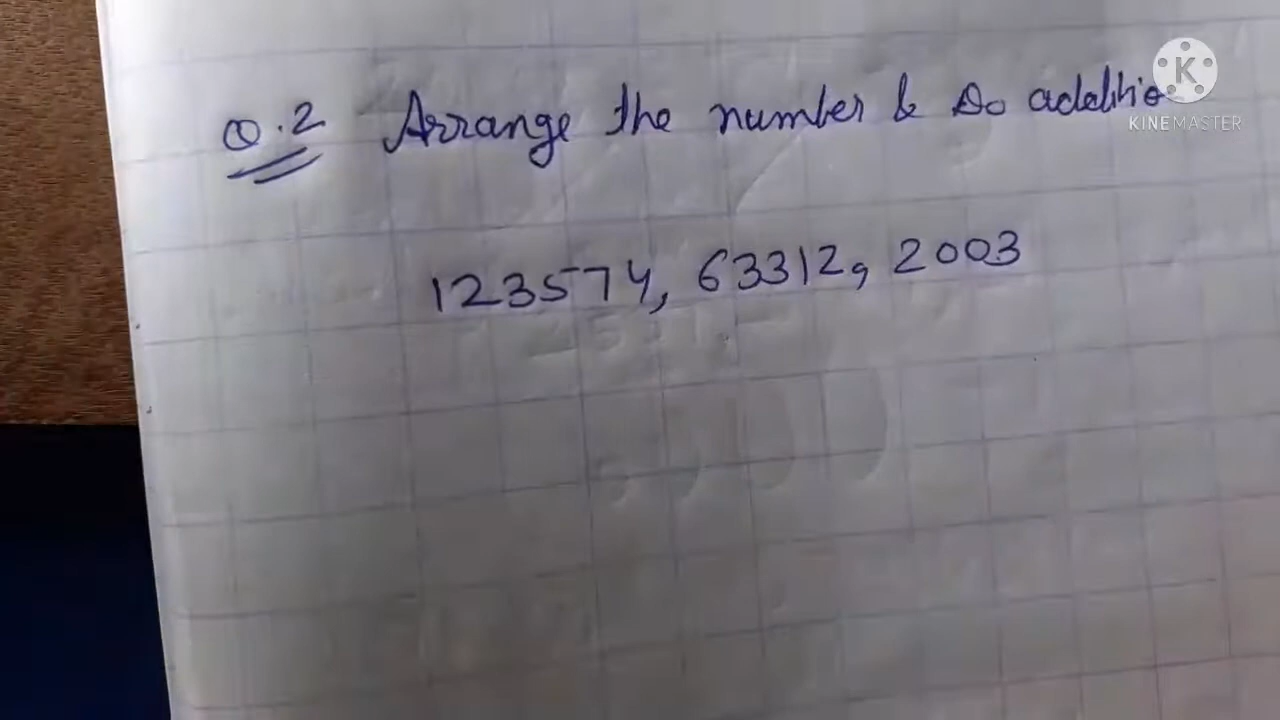 Q.2 Arrange the number & Do additio
123574, 63312, 2003
K
KINEMASTER